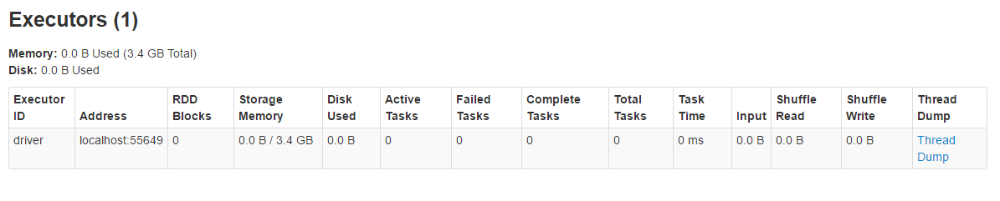 Executors (1)
Memory: 0.0 B Used (3.4 GB Total)
Disk: 0.0 B Used
Executor ID Address RDD Blocks Storage Memory Disk Used Active Tasks Failed Tasks Complete Tasks Total Tasks Task Time Input Shuffle Read Shuffle Write Thread Dump
driver localhost:55649 0 0.0 B / 3.4 GB 0.0 B 0 0 0 0 0 ms 0.0 B 0.0 B 0.0 B Thread Dump